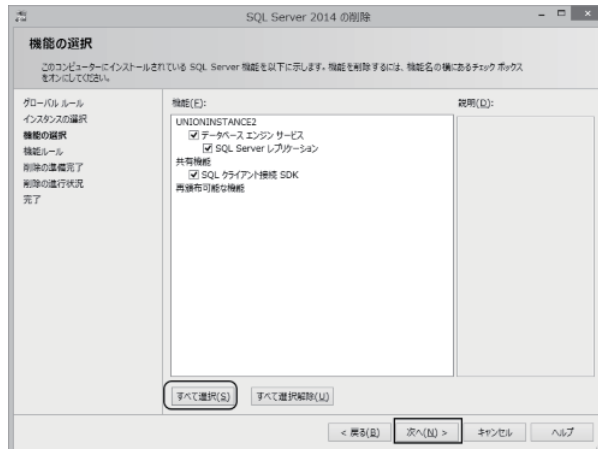 SQL Server 2014 の削除
機能の選択
このコンピューターにインストールされている SQL Server 機能を以下に示します。機能を削除するには、機能名の横にあるチェック ボックス
をオンにしてください。
グローバル ルール
インスタンスの選択
機能の選択
機能ルール
削除の準備完了
削除の進行状況
完了
機能(F):
UNIONINSTANCE2
データベース エンジン サービス
SQL Server レプリケーション
共有機能
SQL クライアント接続 SDK
再頒布可能な機能
説明(D):
すべて選択(S)
すべて選択解除(U)
< 戻る(B)
次へ(N) >
キャンセル
ヘルプ